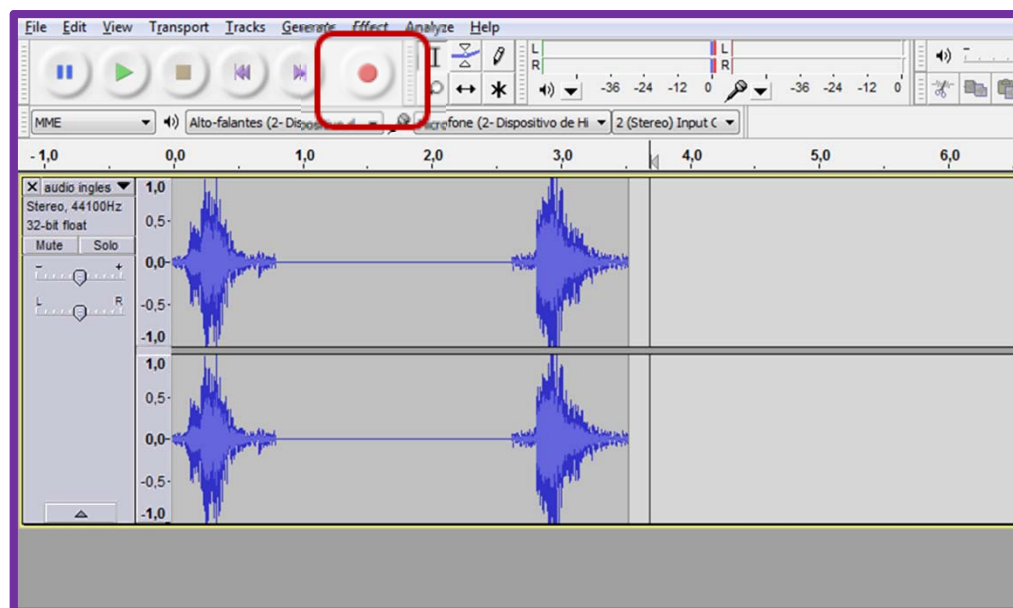 File Edit View Transport Tracks Generate Effect Analyze Help
L
R
L
R
-36 -24 -12 0
-36 -24 -12 0
MME
Alto-falantes (2- Dispositivo d
Microfone (2- Dispositivo de Hi
2 (Stereo) Input C
- 1,0 0,0 1,0 2,0 3,0 4,0 5,0 6,0
X audio ingles
Stereo, 44100Hz
32-bit float
Mute Solo
- +
L R
1,0
0,5-
0,0-
-0,5-
-1,0
1,0
0,5-
0,0-
-0,5-
-1,0